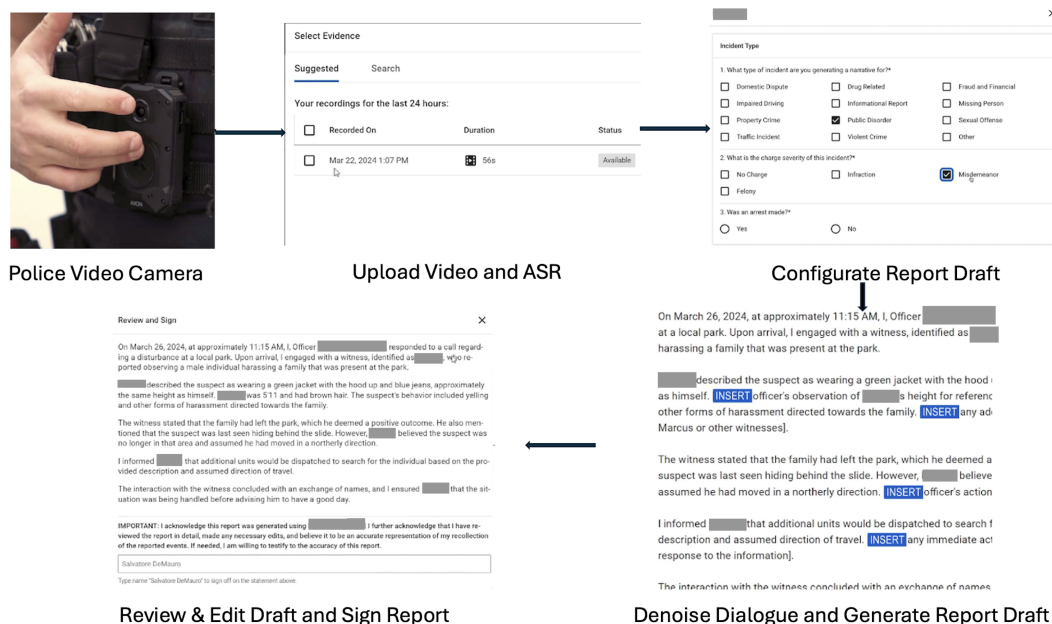 AXON
Select Evidence
Suggested Search
Your recordings for the last 24 hours:
Recorded On Duration Status
Mar 22, 2024 1:07 PM 56s Available
Incident Type
1. What type of incident are you generating a narrative for?*
Domestic Dispute Drug Related Fraud and Financial
Impaired Driving Informational Report Missing Person
Property Crime Public Disorder Sexual Offense
Traffic Incident Violent Crime Other
2. What is the charge severity of this incident?*
No Charge Infraction Misdemeanor
Felony
3. Was an arrest made?*
Yes No
Police Video Camera
Upload Video and ASR
Configurate Report Draft
Review and Sign
On March 26, 2024, at approximately 11:15 AM, I, Officer responded to a call regard-
ing a disturbance at a local park. Upon arrival, I engaged with a witness, identified as , who re-
ported observing a male individual harassing a family that was present at the park.
described the suspect as wearing a green jacket with the hood up and blue jeans, approximately
the same height as himself. was 5'11 and had brown hair. The suspect's behavior included yelling
and other forms of harassment directed towards the family.
The witness stated that the family had left the park, which he deemed a positive outcome. He also men-
tioned that the suspect was last seen hiding behind the slide. However, believed the suspect was
no longer in that area and assumed he had moved in a northerly direction.
I informed that additional units would be dispatched to search for the individual based on the pro-
vided description and assumed direction of travel.
The interaction with the witness concluded with an exchange of names, and I ensured that the sit-
uation was being handled before advising him to have a good day.
IMPORTANT: I acknowledge this report was generated using I further acknowledge that I have re-
viewed the report in detail, made any necessary edits, and believe it to be an accurate representation of my recollection
of the reported events. If needed, I am willing to testify to the accuracy of this report.
Salvatore DeMauro
Type name "Salvatore DeMauro" to sign off on the statement above.
On March 26, 2024, at approximately 11:15 AM, I, Officer
at a local park. Upon arrival, I engaged with a witness, identified as
harassing a family that was present at the park.
described the suspect as wearing a green jacket with the hood
as himself. INSERT officer's observation of s height for referenc
other forms of harassment directed towards the family. INSERT any ad
Marcus or other witnesses].
The witness stated that the family had left the park, which he deemed a
suspect was last seen hiding behind the slide. However, believe
assumed he had moved in a northerly direction. INSERT officer's action
I informed that additional units would be dispatched to search f
description and assumed direction of travel. INSERT any immediate act
response to the information].
The interaction with the witness concluded with an exchange of names
Review & Edit Draft and Sign Report
Denoise Dialogue and Generate Report Draft